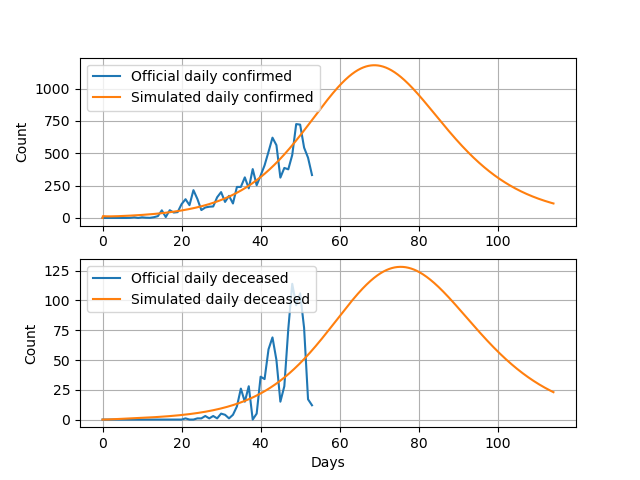 Official daily confirmed
Simulated daily confirmed
Count
1000
750
500
250
0
0 20 40 60 80 100
Official daily deceased
Simulated daily deceased
Count
125
100
75
50
25
0
0 20 40 60 80 100
Days